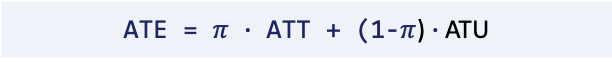 ATE = π · ATT + (1-π)· ATU